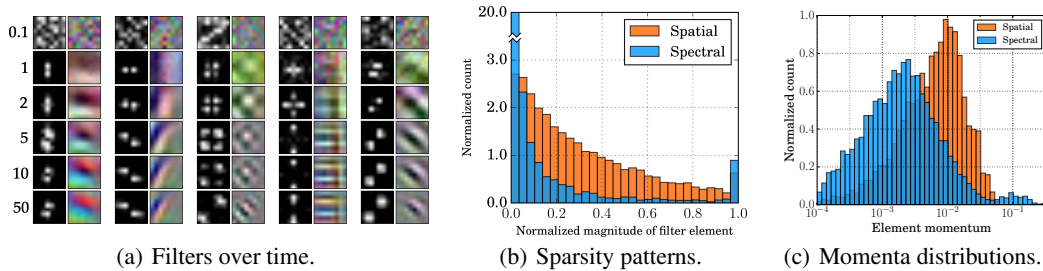 0.1
1
2
5
10
50
(a) Filters over time.
20.0
3.0
2.0
1.0
0.0
Normalized count
Spatial
Spectral
0.0 0.2 0.4 0.6 0.8 1.0
Normalized magnitude of filter element
(b) Sparsity patterns.
1.0
0.8
0.6
0.4
0.2
0.0
Normalized count
Spatial
Spectral
10⁻⁴ 10⁻³ 10⁻² 10⁻¹
Element momentum
(c) Momenta distributions.